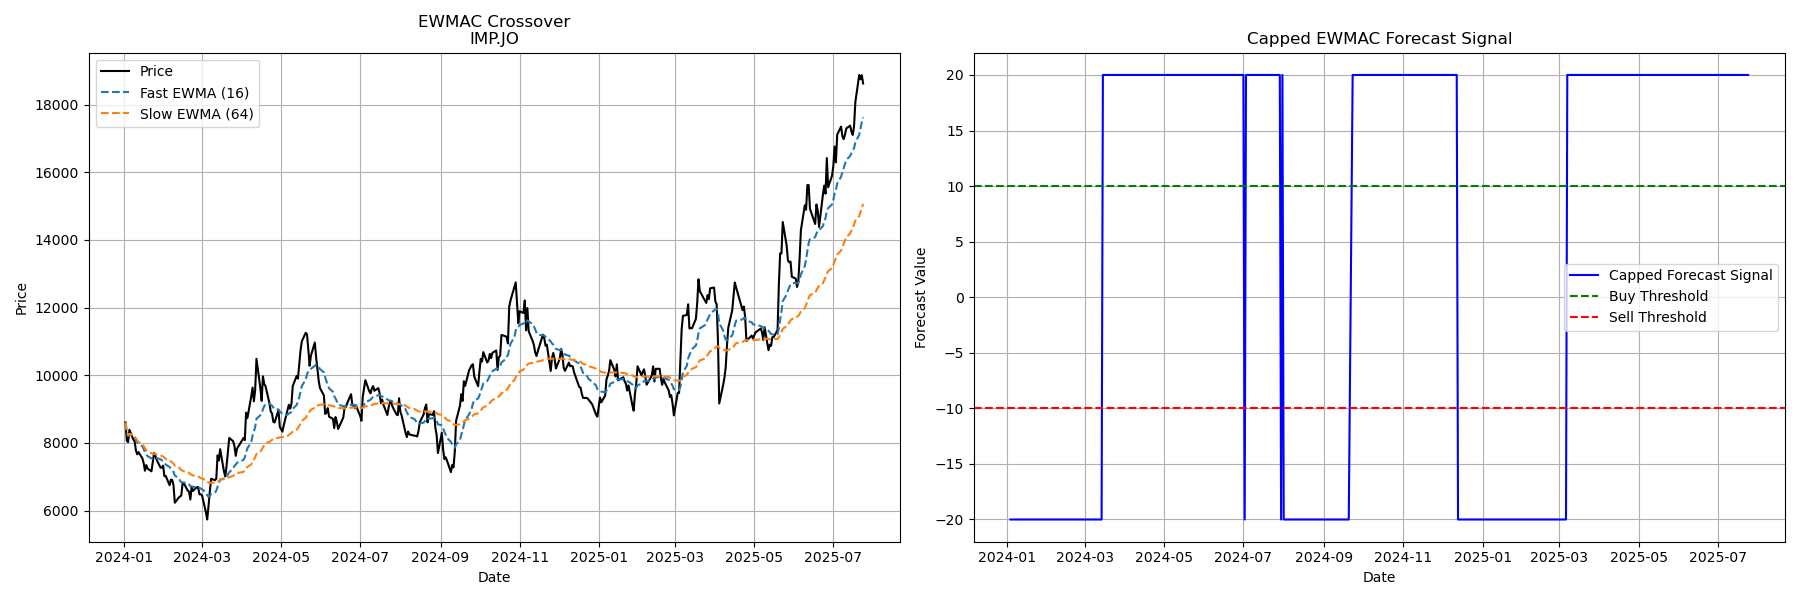 EWMAC Crossover
IMP.JO
Price
Fast EWMA (16)
Slow EWMA (64)
18000
16000
14000
12000
10000
8000
6000
Price
2024-01 2024-03 2024-05 2024-07 2024-09 2024-11 2025-01 2025-03 2025-05 2025-07
Date
Capped EWMAC Forecast Signal
20
15
10
5
0
−5
−10
−15
−20
Forecast Value
Capped Forecast Signal
Buy Threshold
Sell Threshold
2024-01 2024-03 2024-05 2024-07 2024-09 2024-11 2025-01 2025-03 2025-05 2025-07
Date